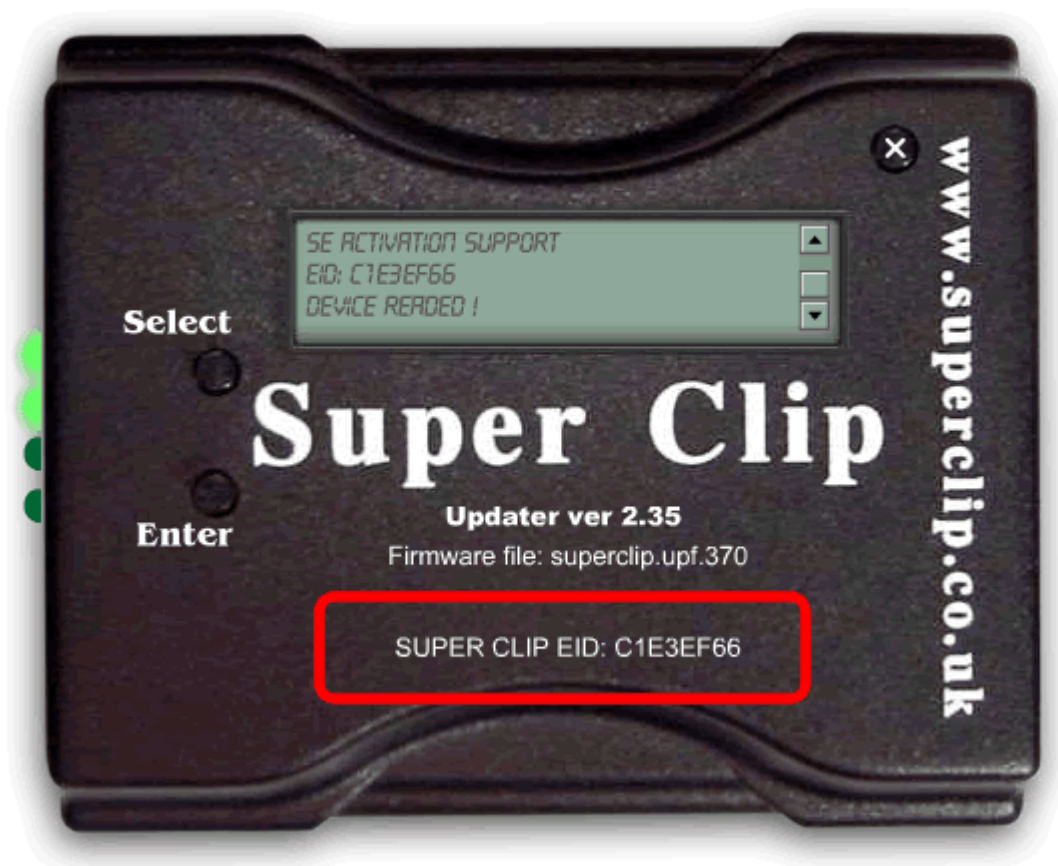 SE ACTIVATION SUPPORT
EID: C1E3EF66
DEVICE READED !
Select
Super Clip
Enter
Updater ver 2.35
Firmware file: superclip.upf.370
SUPER CLIP EID: C1E3EF66
www.superclip.co.uk